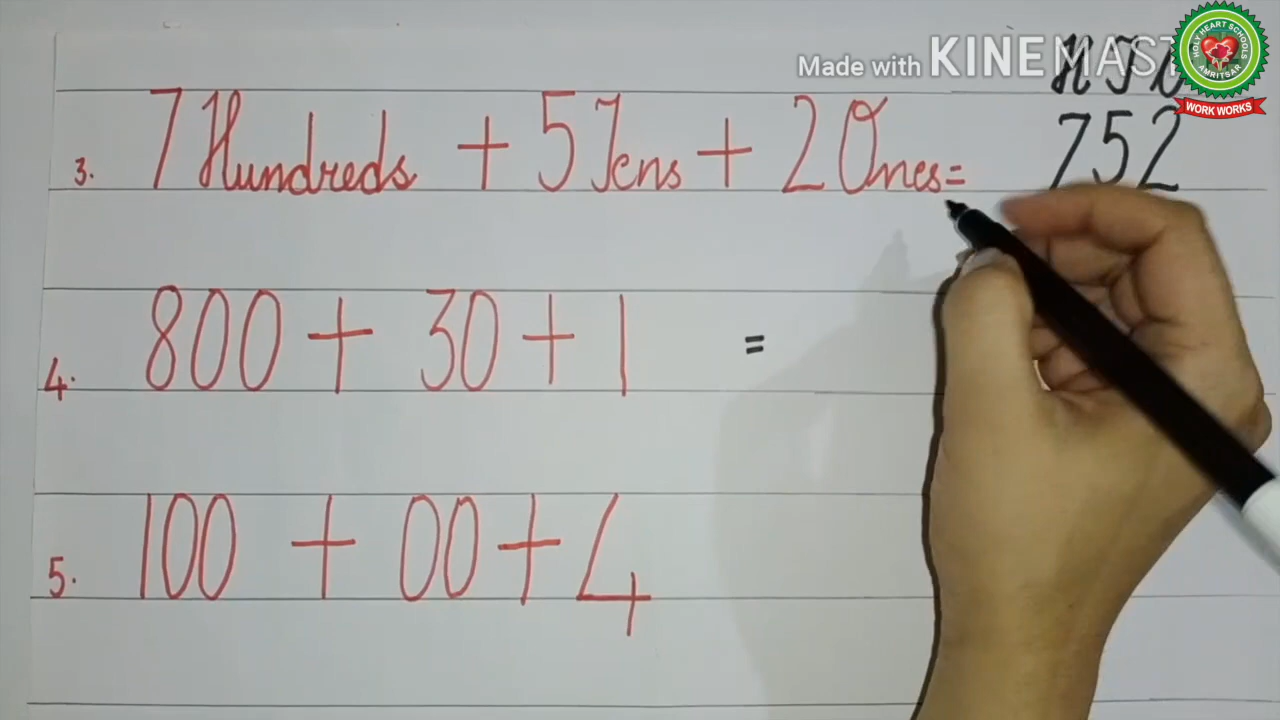 Made with KINEMAST
HOLY HEART SCHOOLS
AMRITSAR
WORK WORKS
H T
3. 7 Hundreds + 5 Tens + 2 Ones = 752
4. 800 + 30 + 1 =
5. 100 + 00 + 4